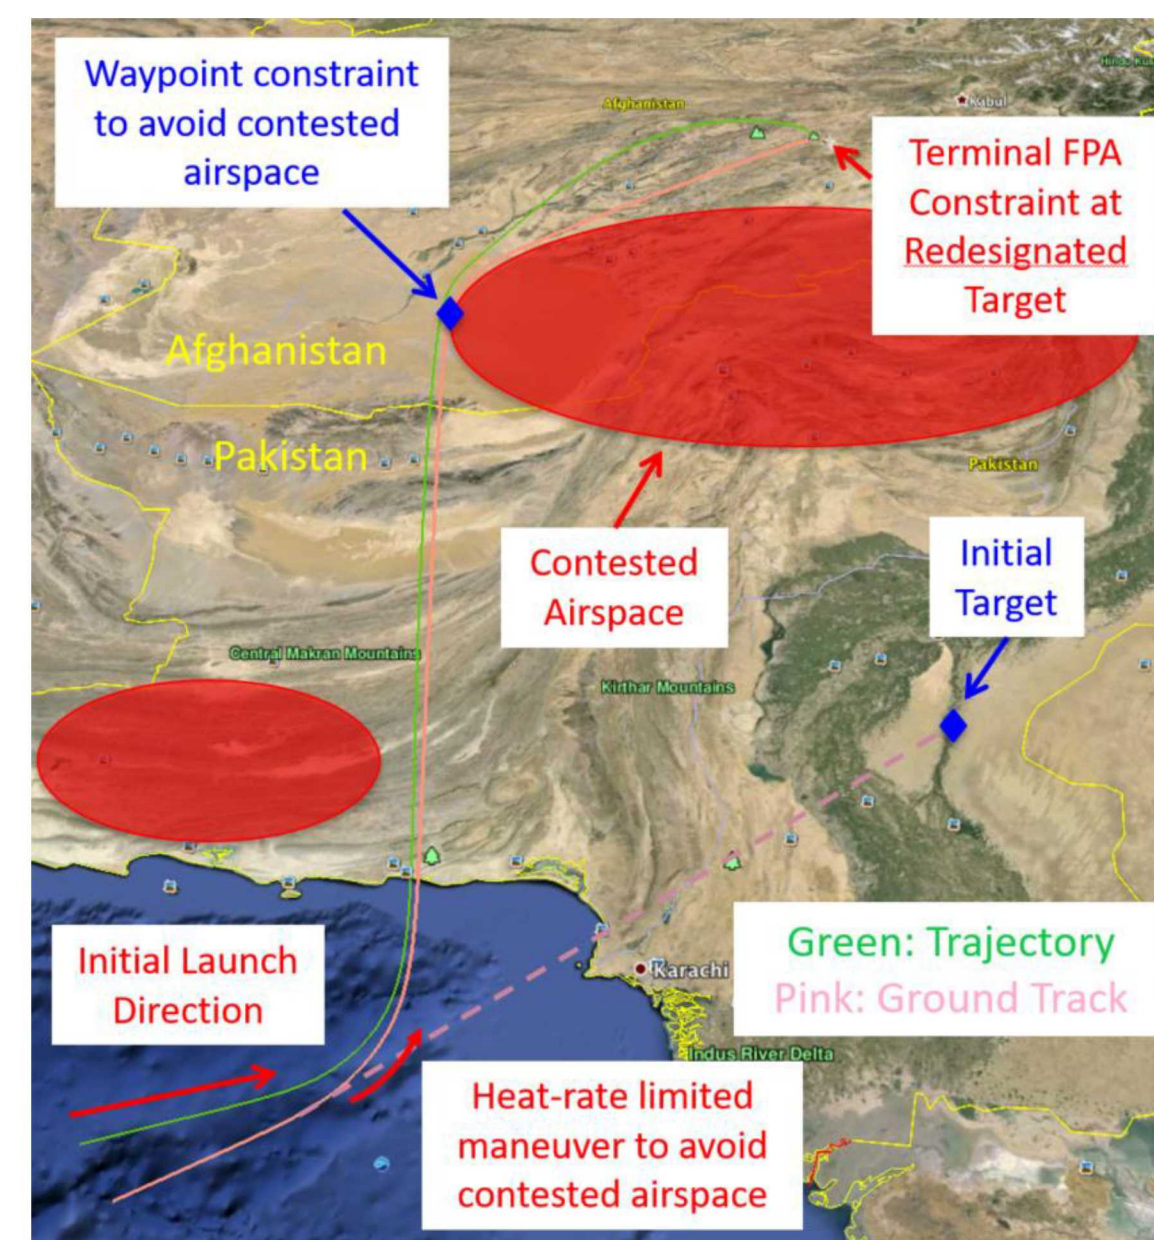 Waypoint constraint
to avoid contested
airspace
Afghanistan
Kabul
Terminal FPA
Constraint at
Redesignated
Target
Afghanistan
Pakistan
Pakistan
Contested
Airspace
Initial
Target
Central Makran Mountains
Kirthar Mountains
Initial Launch
Direction
Green: Trajectory
Pink: Ground Track
Karachi
Indus River Delta
Heat-rate limited
maneuver to avoid
contested airspace